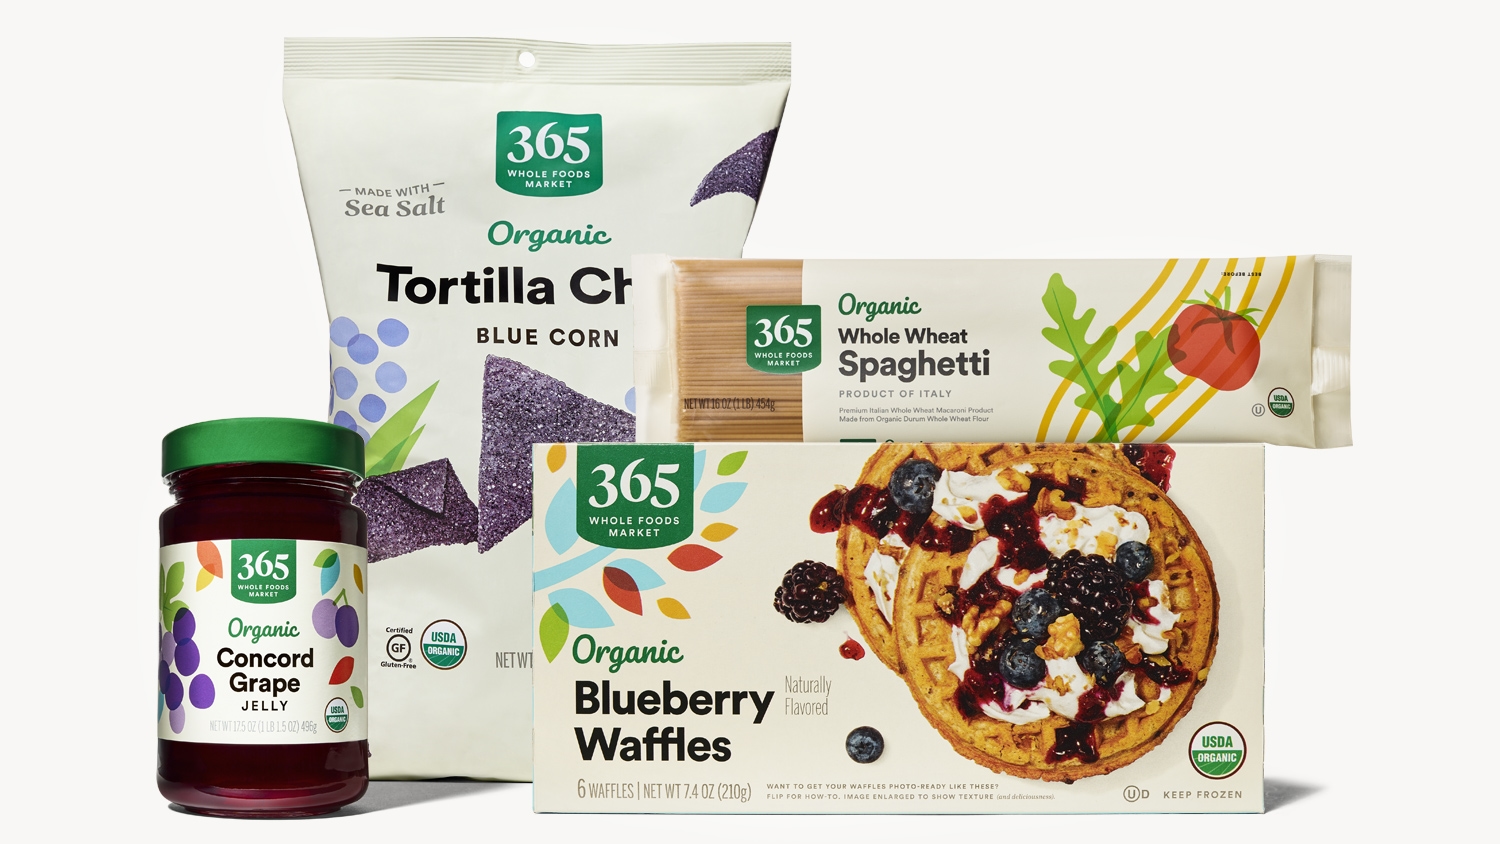 365
WHOLE FOODS
MARKET
MADE WITH
Sea Salt
Organic
Tortilla Ch
BLUE CORN
Certified
GF
Gluten-Free
USDA
ORGANIC
NET WT
365
WHOLE FOODS
MARKET
NET WT 16 OZ (1 LB) 454g
Organic
Whole Wheat
Spaghetti
PRODUCT OF ITALY
Premium Italian Whole Wheat Macaroni Product
Made from Organic Durum Whole Wheat Flour
BEST BEFORE:
U
USDA
ORGANIC
365
WHOLE FOODS
MARKET
Organic
Concord
Grape
JELLY
NET WT 17.5 OZ (1 LB 1.5 OZ) 496g
USDA
ORGANIC
365
WHOLE FOODS
MARKET
Organic
Blueberry
Waffles
Naturally
Flavored
6 WAFFLES | NET WT 7.4 OZ (210g)
WANT TO GET YOUR WAFFLES PHOTO-READY LIKE THESE?
FLIP FOR HOW-TO. IMAGE ENLARGED TO SHOW TEXTURE (and deliciousness).
USDA
ORGANIC
U D KEEP FROZEN